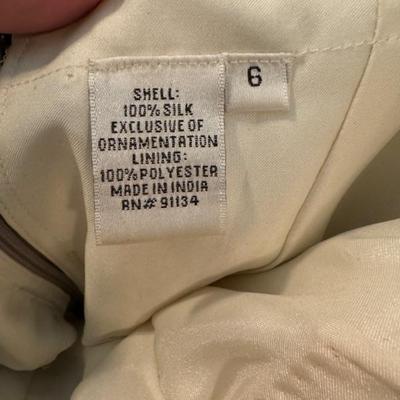 SHELL:
100% SILK
EXCLUSIVE OF
ORNAMENTATION
LINING:
100% POLYESTER
MADE IN INDIA
RN# 91134
6